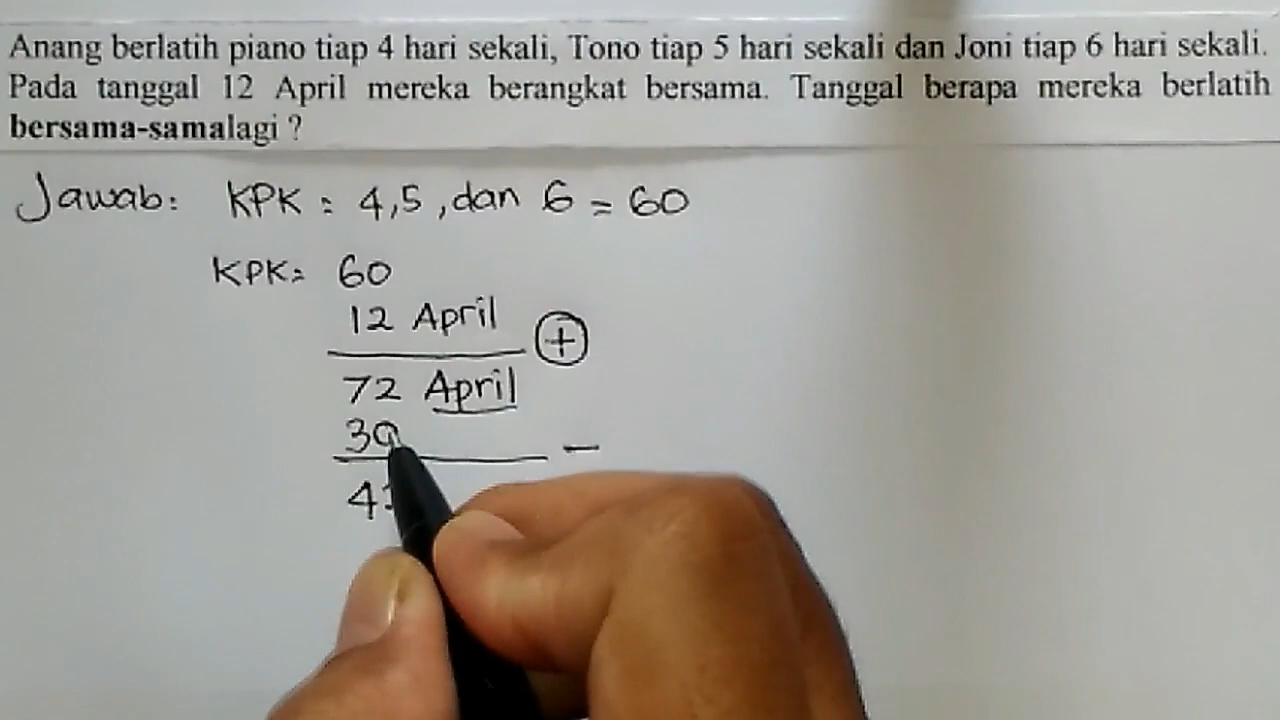 Anang berlatih piano tiap 4 hari sekali, Tono tiap 5 hari sekali dan Joni tiap 6 hari sekali.
Pada tanggal 12 April mereka berangkat bersama. Tanggal berapa mereka berlatih
bersama-samalagi ?
Jawab: KPK : 4,5, dan 6 = 60
KPK= 60
12 April +
72 April
30 -